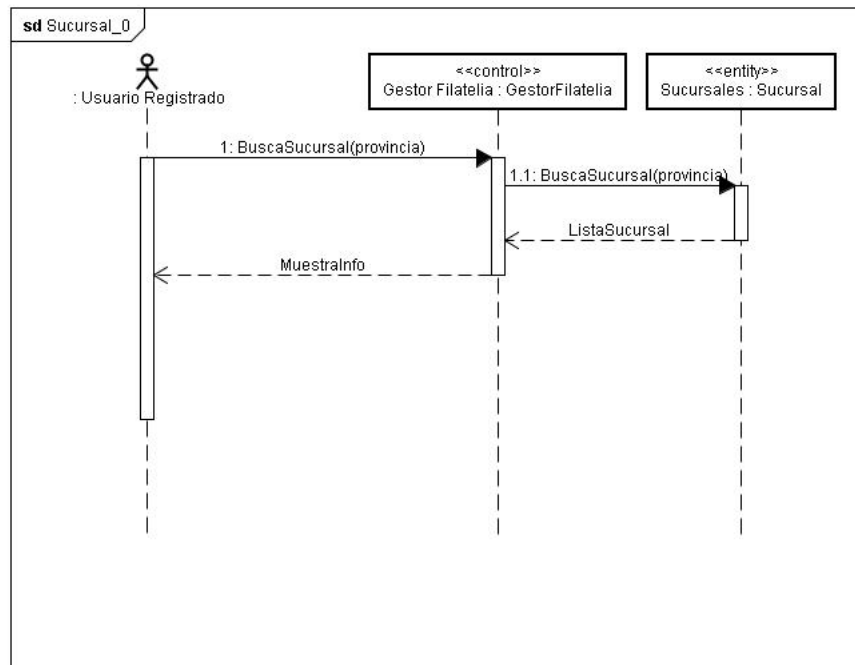 sd Sucursal_0
: Usuario Registrado
<<control>>
Gestor Filatelia : GestorFilatelia
<<entity>>
Sucursales : Sucursal
1: BuscaSucursal(provincia)
1.1: BuscaSucursal(provincia)
ListaSucursal
MuestraInfo